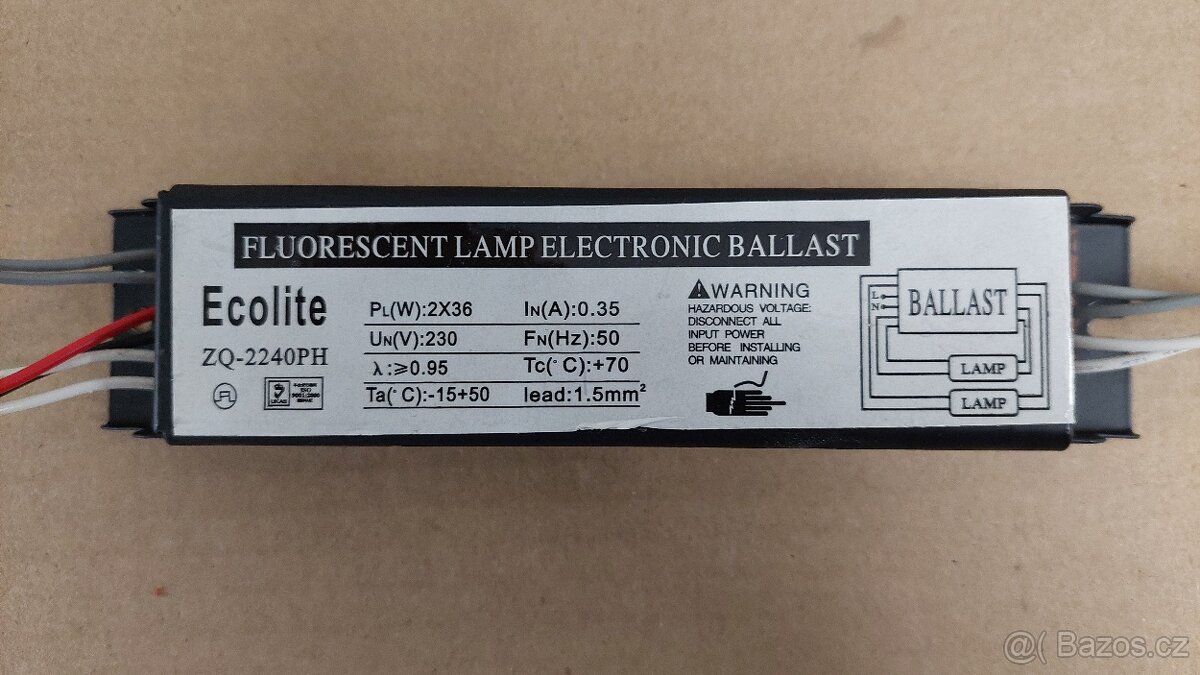 FLUORESCENT LAMP ELECTRONIC BALLAST
Ecolite
ZQ-2240PH
PL(W):2X36 IN(A):0.35
UN(V):230 FN(Hz):50
λ:≥0.95 Tc(°C):+70
Ta(°C):-15+50 lead:1.5mm²
WARNING
HAZARDOUS VOLTAGE:
DISCONNECT ALL
INPUT POWER
BEFORE INSTALLING
OR MAINTAINING
L
N
BALLAST
LAMP
LAMP
@( Bazos.cz